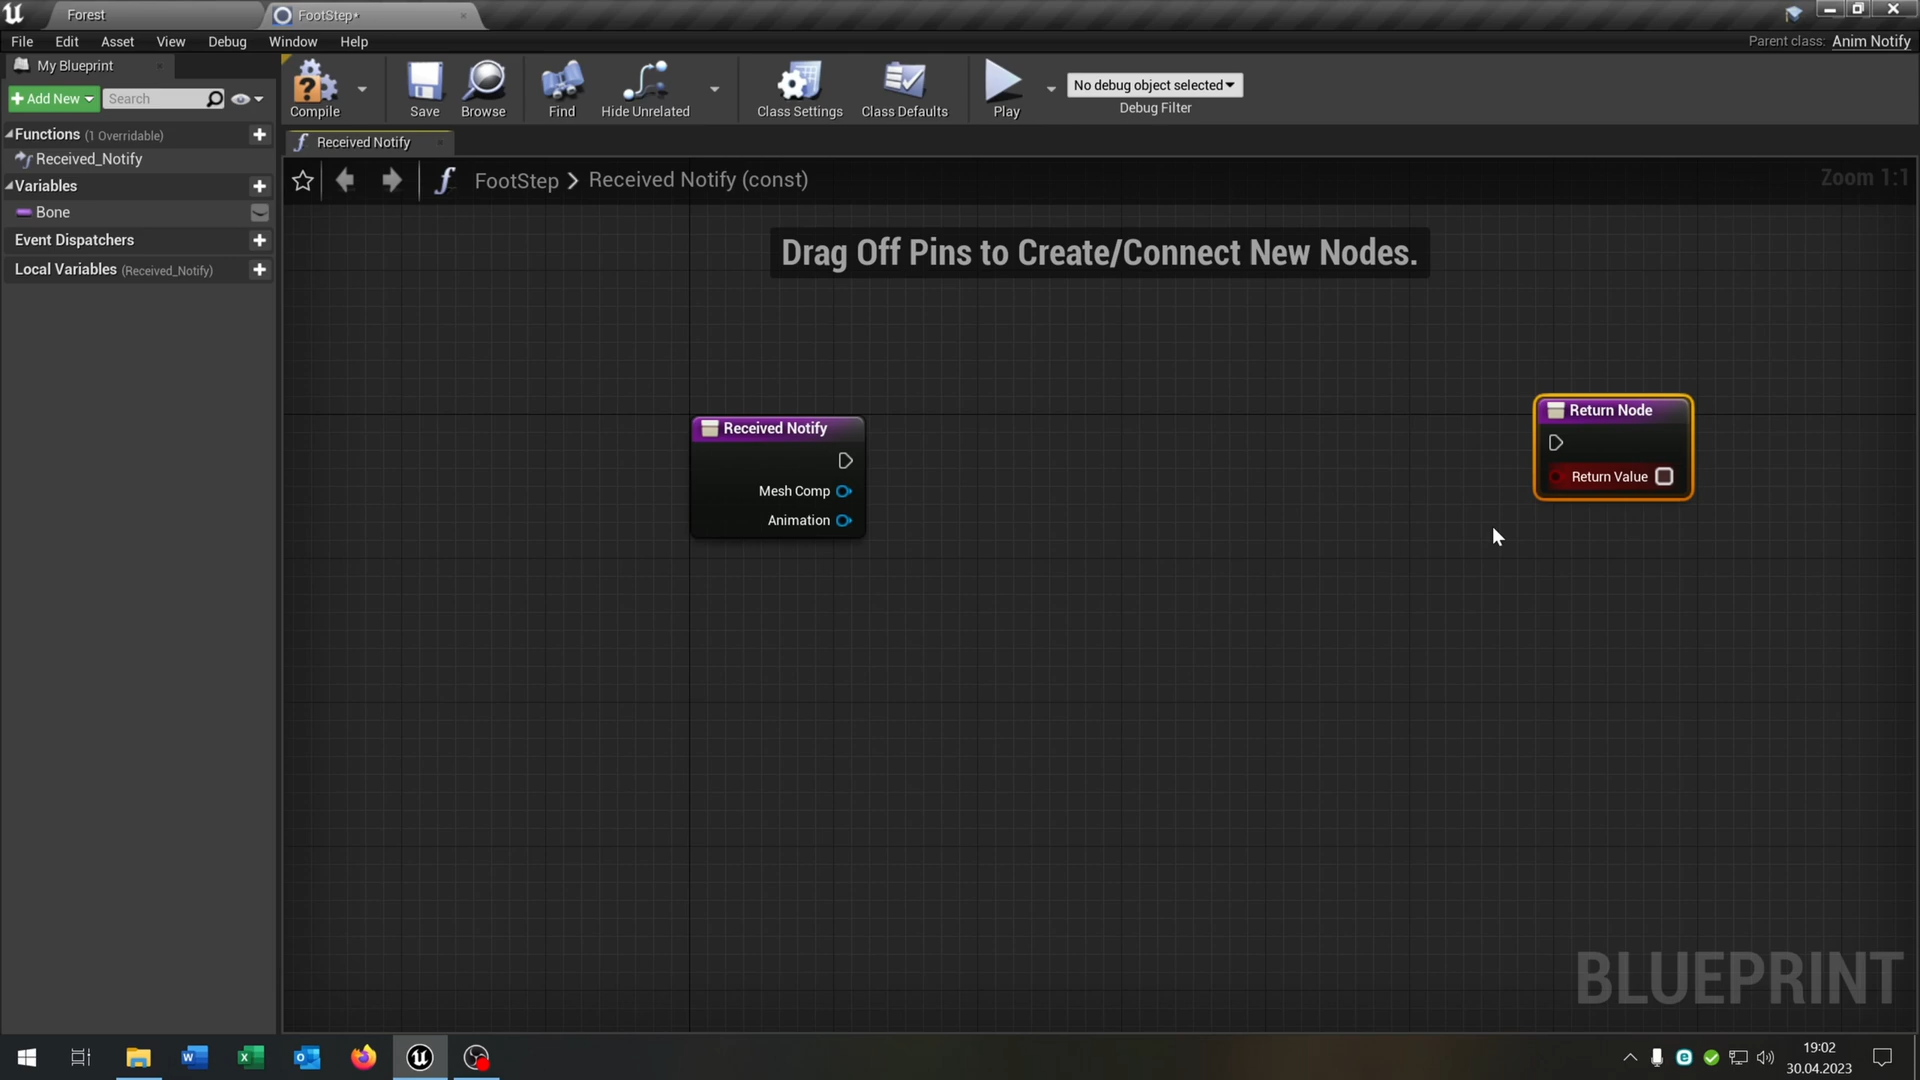 Forest
FootStep*
File Edit Asset View Debug Window Help
Parent class: Anim Notify
My Blueprint
Add New
Search
Compile
Save
Browse
Find
Hide Unrelated
Class Settings
Class Defaults
Play
No debug object selected
Debug Filter
Functions (1 Overridable)
Received_Notify
Variables
Bone
Event Dispatchers
Local Variables (Received_Notify)
Received Notify
FootStep > Received Notify (const)
Zoom 1:1
Drag Off Pins to Create/Connect New Nodes.
Received Notify
Mesh Comp
Animation
Return Node
Return Value
BLUEPRINT
19:02
30.04.2023